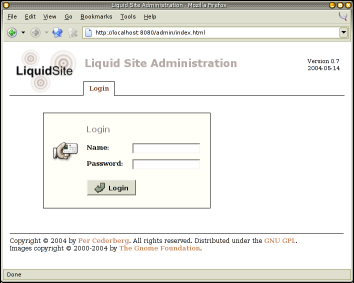 Liquid Site Administration - Mozilla Firefox
File Edit View Go Bookmarks Tools Help
http://localhost:8080/admin/index.html
LiquidSite
Liquid Site Administration
Version 0.7
2004-05-14
Login
Login
Name:
Password:
Login
Copyright © 2004 by Per Cederberg. All rights reserved. Distributed under the GNU GPL.
Images copyright © 2000-2004 by The Gnome Foundation.
Done